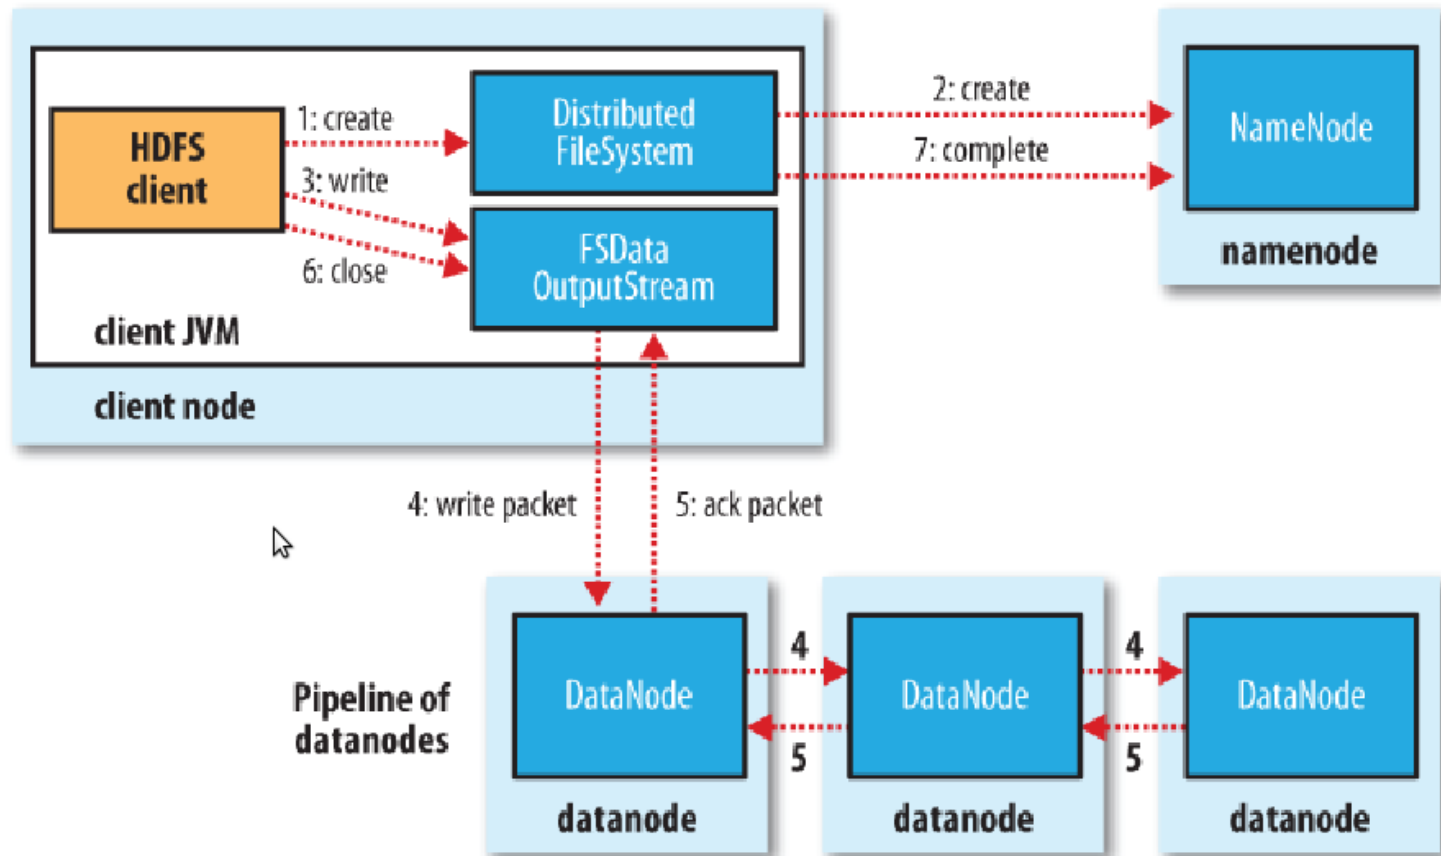 1: create
Distributed
FileSystem
HDFS
client
3: write
6: close
FSData
OutputStream
client JVM
client node
2: create
7: complete
NameNode
namenode
4: write packet
5: ack packet
Pipeline of
datanodes
DataNode
4
5
DataNode
4
5
DataNode
datanode
datanode
datanode